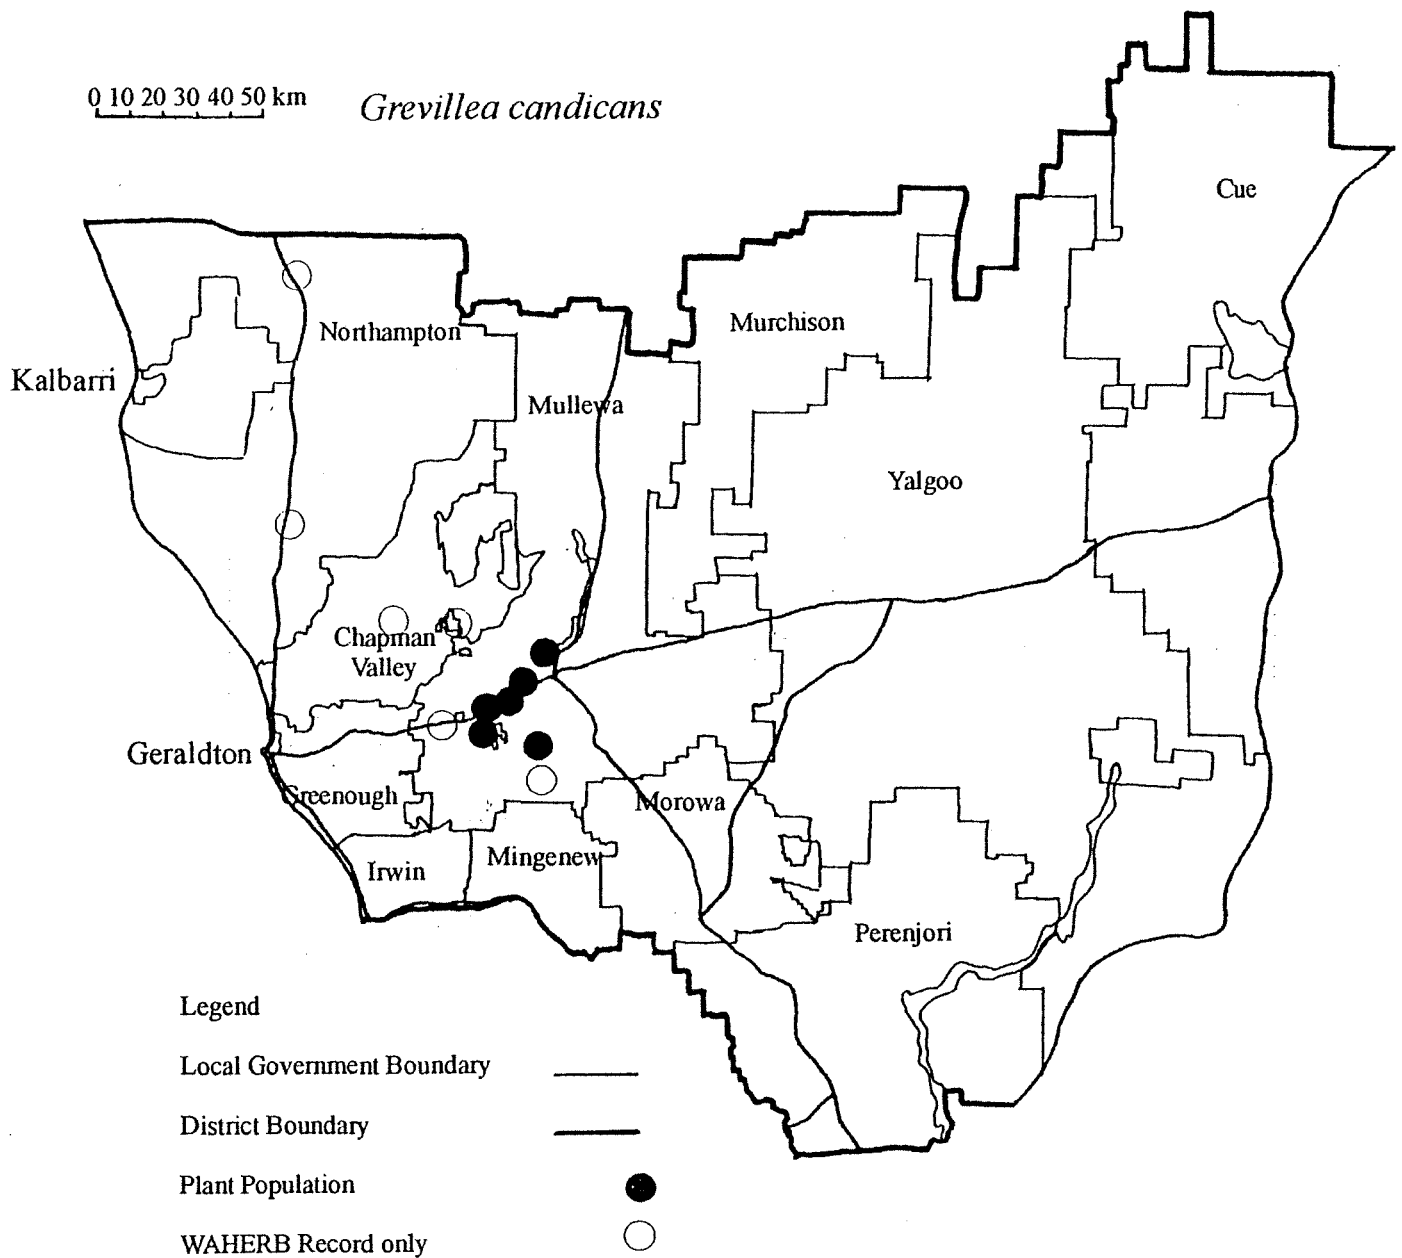 0 10 20 30 40 50 km
Grevillea candicans
Cue
Northampton
Murchison
Kalbarri
Mullewa
Yalgoo
Chapman
Valley
Geraldton
Greenough
Morowa
Irwin
Mingenew
Perenjori
Legend
Local Government Boundary
District Boundary
Plant Population
WAHERB Record only